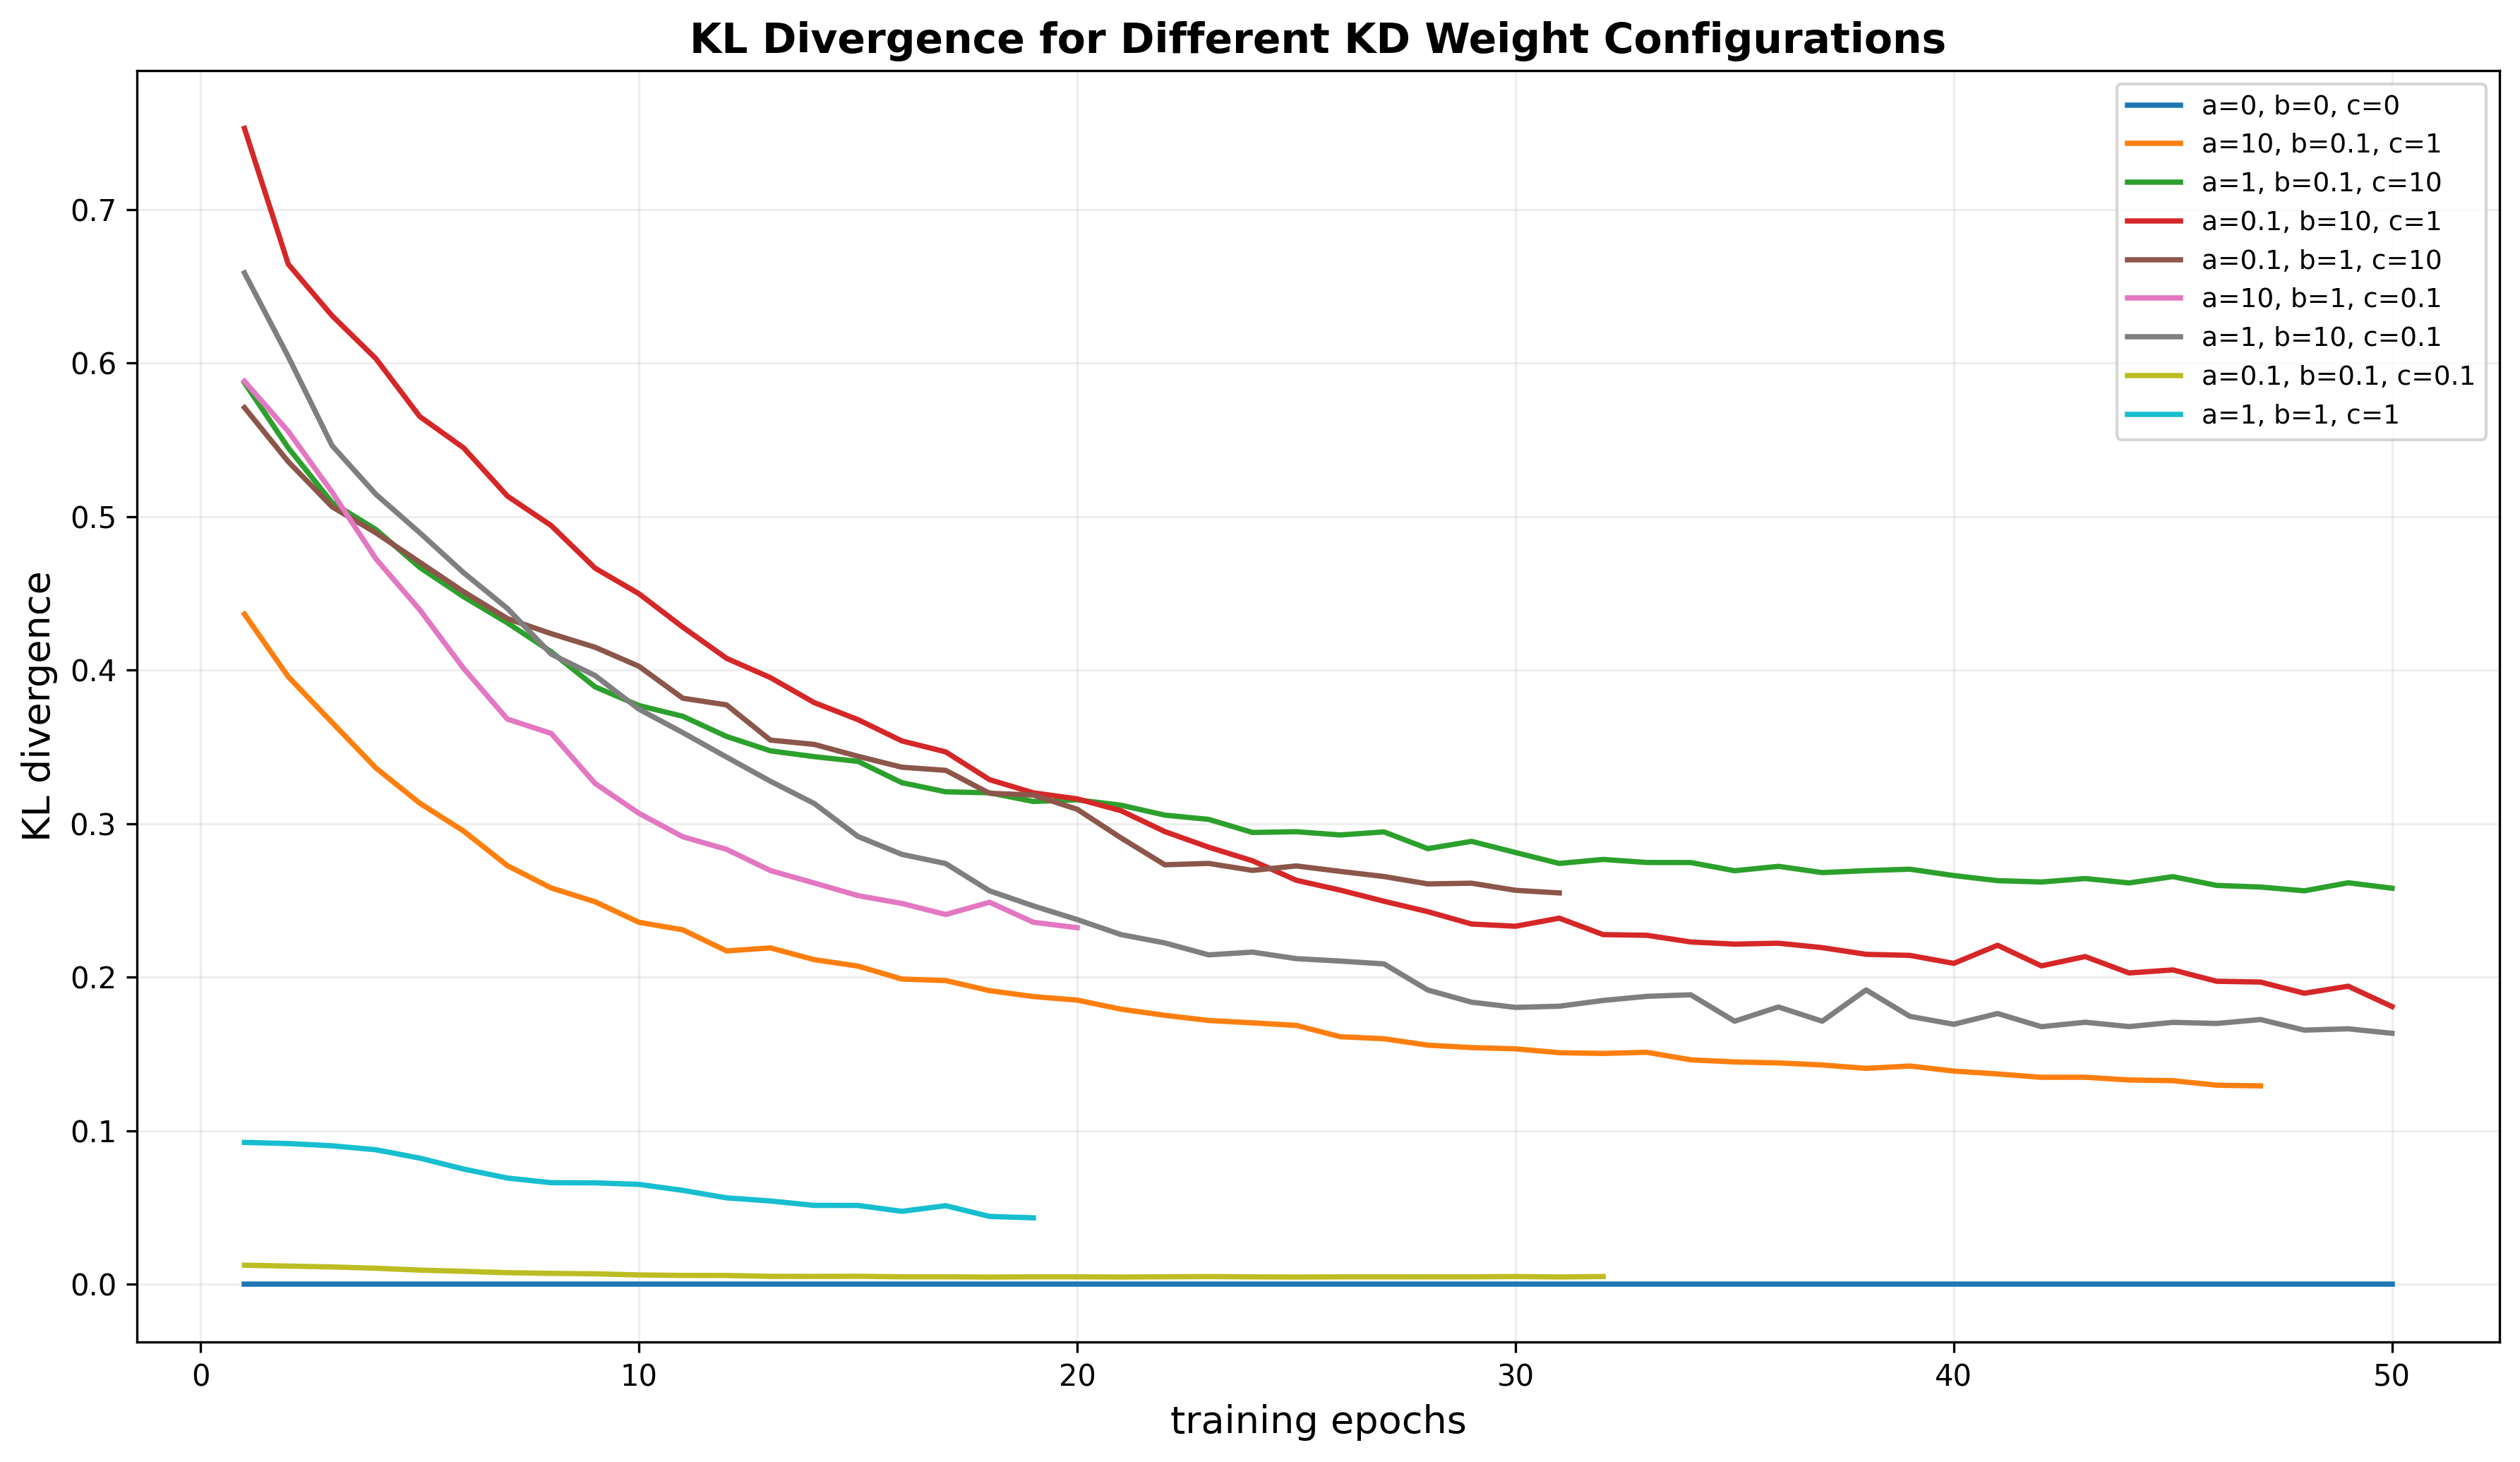 KL Divergence for Different KD Weight Configurations
a=0, b=0, c=0
a=10, b=0.1, c=1
a=1, b=0.1, c=10
a=0.1, b=10, c=1
a=0.1, b=1, c=10
a=10, b=1, c=0.1
a=1, b=10, c=0.1
a=0.1, b=0.1, c=0.1
a=1, b=1, c=1
KL divergence
0.7
0.6
0.5
0.4
0.3
0.2
0.1
0.0
0 10 20 30 40 50
training epochs